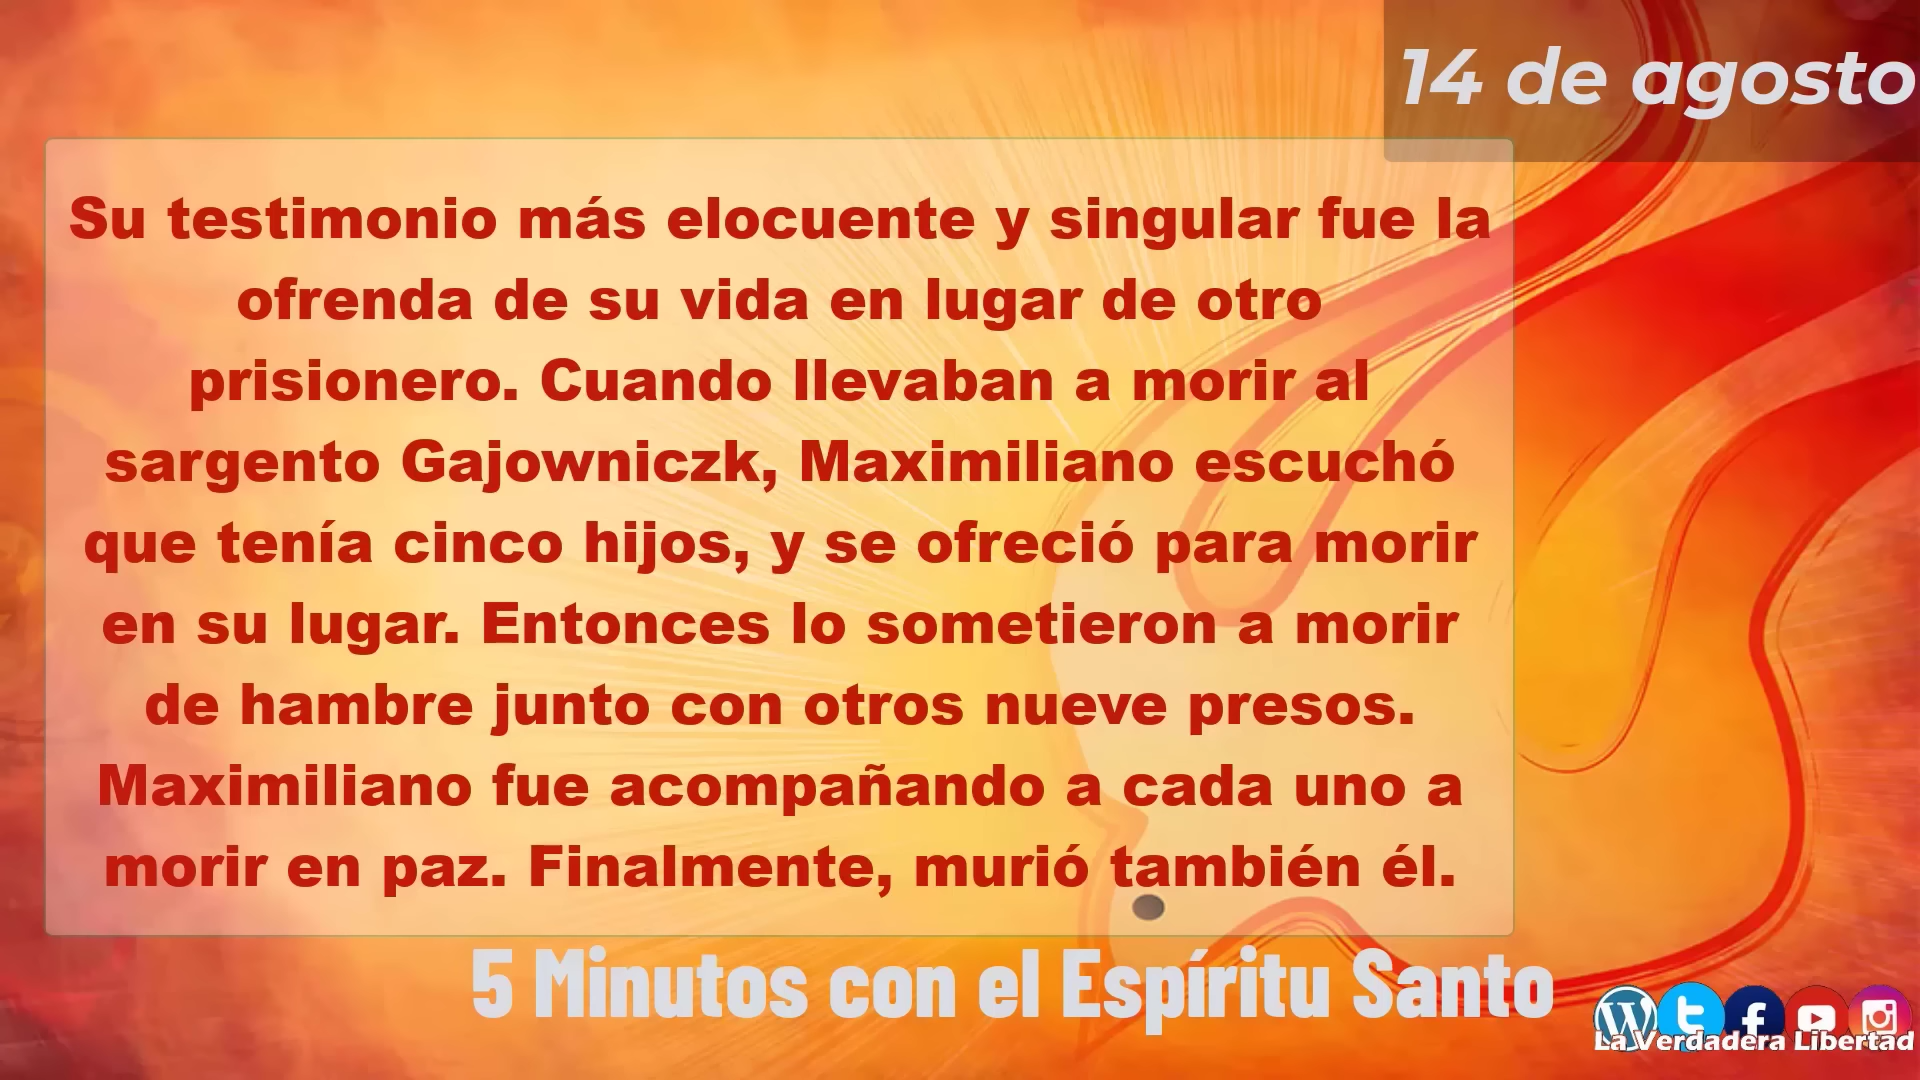 14 de agosto
Su testimonio más elocuente y singular fue la
ofrenda de su vida en lugar de otro
prisionero. Cuando llevaban a morir al
sargento Gajowniczk, Maximiliano escuchó
que tenía cinco hijos, y se ofreció para morir
en su lugar. Entonces lo sometieron a morir
de hambre junto con otros nueve presos.
Maximiliano fue acompañando a cada uno a
morir en paz. Finalmente, murió también él.
5 Minutos con el Espíritu Santo
La Verdadera Libertad